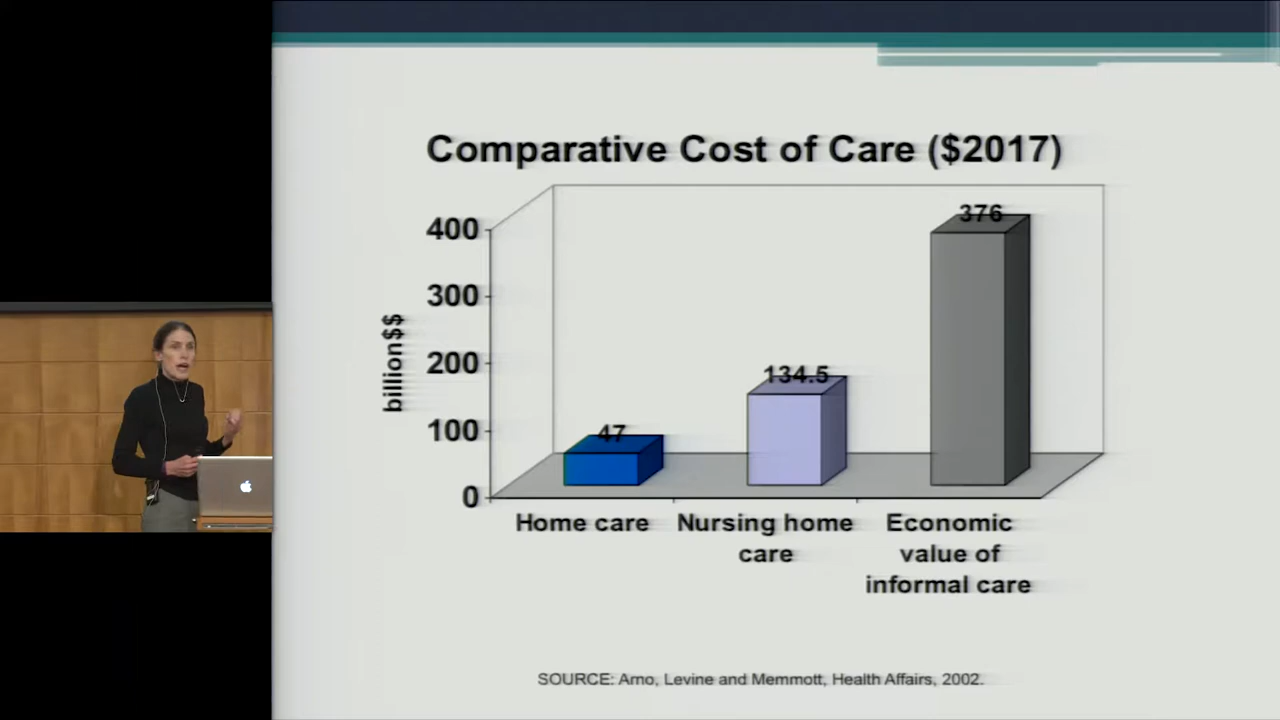 Comparative Cost of Care ($2017)
400
300
200
100
0
billion$$
47
134.5
376
Home care
Nursing home
care
Economic
value of
informal care
SOURCE: Arno, Levine and Memmott, Health Affairs, 2002.